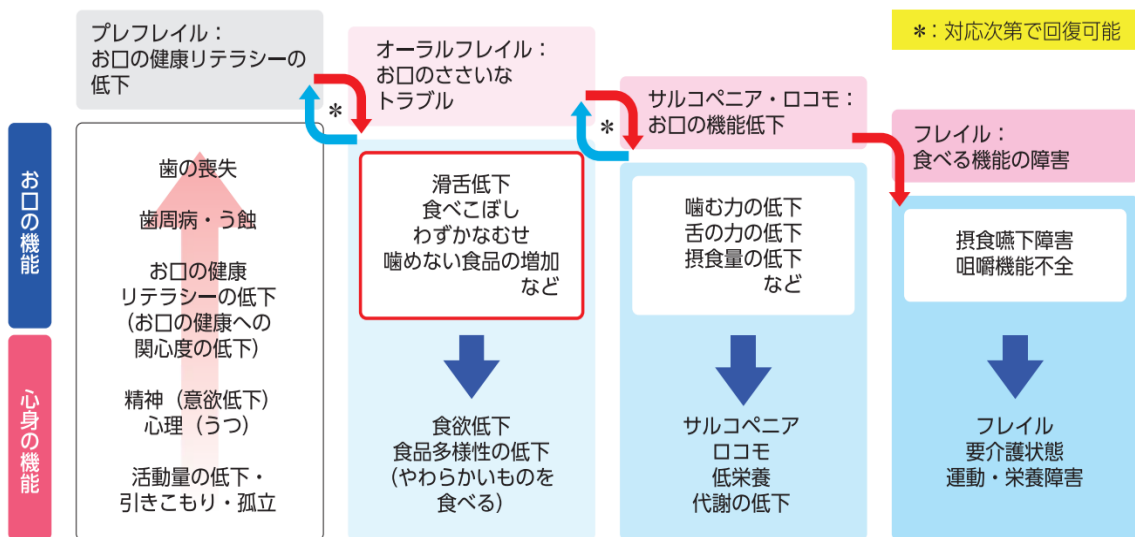 プレフレイル：
お口の健康リテラシーの
低下
オーラルフレイル：
お口のささいな
トラブル
サルコペニア・ロコモ：
お口の機能低下
フレイル：
食べる機能の障害
＊：対応次第で回復可能
＊
＊
お口の機能
歯の喪失
歯周病・う蝕
お口の健康
リテラシーの低下
(お口の健康への
関心度の低下)
滑舌低下
食べこぼし
わずかなむせ
噛めない食品の増加
など
噛む力の低下
舌の力の低下
摂食量の低下
など
摂食嚥下障害
咀嚼機能不全
心身の機能
精神（意欲低下）
心理（うつ）
活動量の低下・
引きこもり・孤立
食欲低下
食品多様性の低下
(やわらかいものを
食べる）
サルコペニア
ロコモ
低栄養
代謝の低下
フレイル
要介護状態
運動・栄養障害